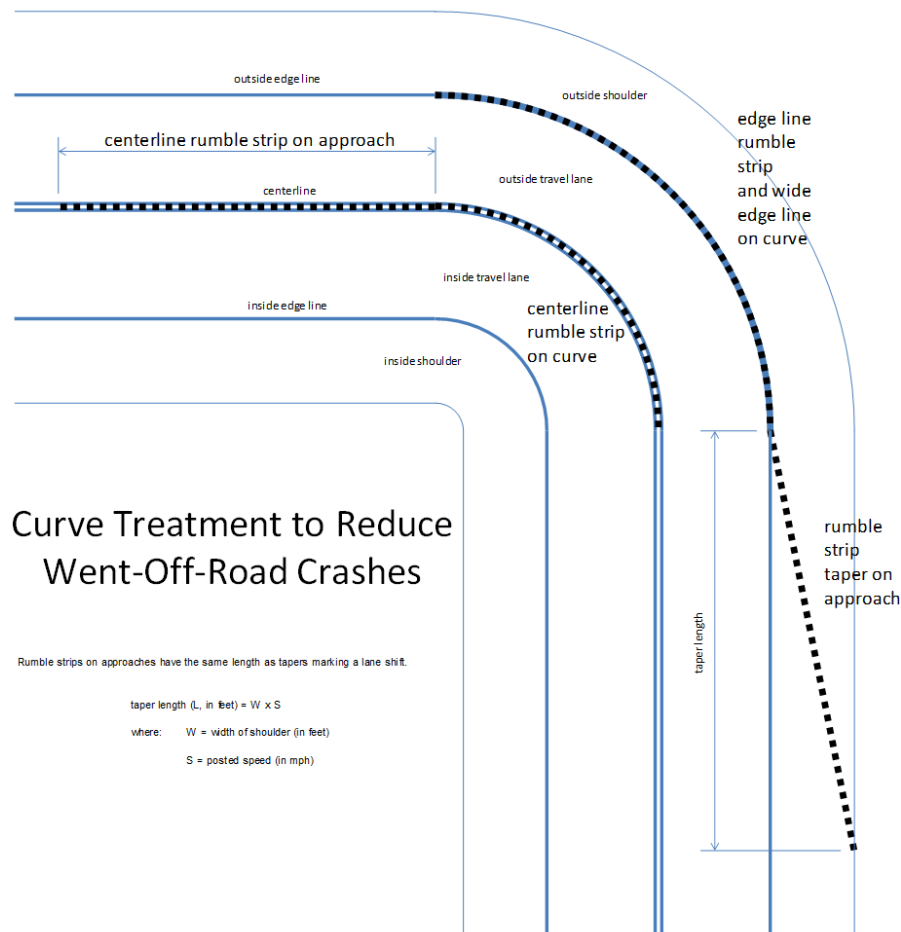 outside edge line
outside shoulder
edge line
rumble
strip
and wide
edge line
on curve
centerline rumble strip on approach
outside travel lane
centerline
inside travel lane
inside edge line
centerline
rumble strip
on curve
inside shoulder
Curve Treatment to Reduce
Went-Off-Road Crashes
rumble
strip
taper on
approach
taper length
Rumble strips on approaches have the same length as tapers marking a lane shift.
taper length (L, in feet) = W x S
where: W = width of shoulder (in feet)
S = posted speed (in mph)